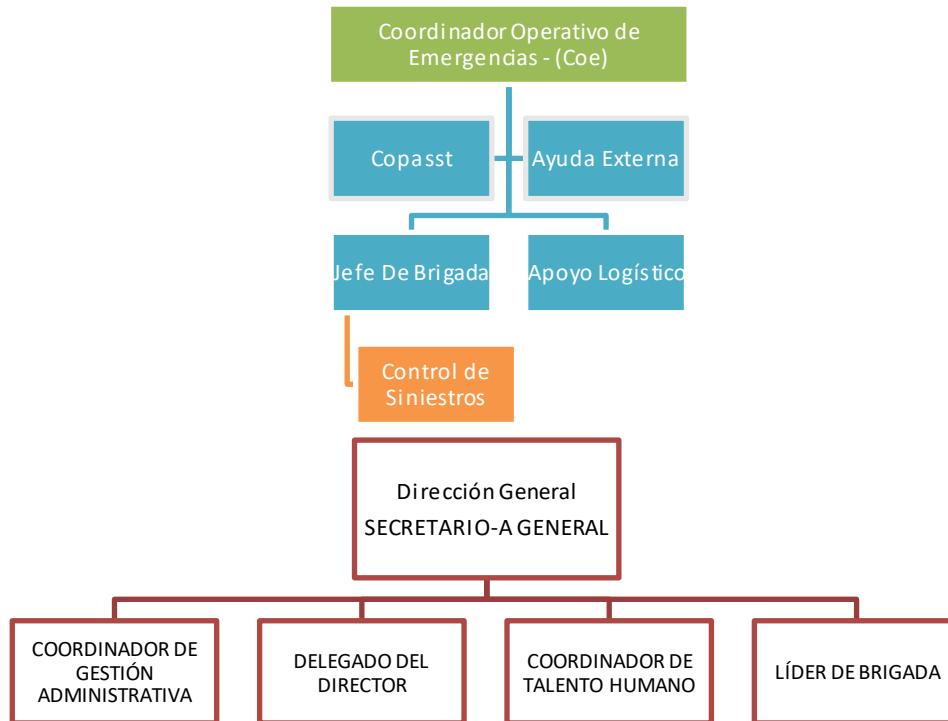 Coordinador Operativo de
Emergencias - (Coe)
Copasst
Ayuda Externa
Jefe De Brigada
Apoyo Logístico
Control de
Siniestros
Dirección General
SECRETARIO-A GENERAL
COORDINADOR DE
GESTIÓN
ADMINISTRATIVA
DELEGADO DEL
DIRECTOR
COORDINADOR DE
TALENTO HUMANO
LÍDER DE BRIGADA